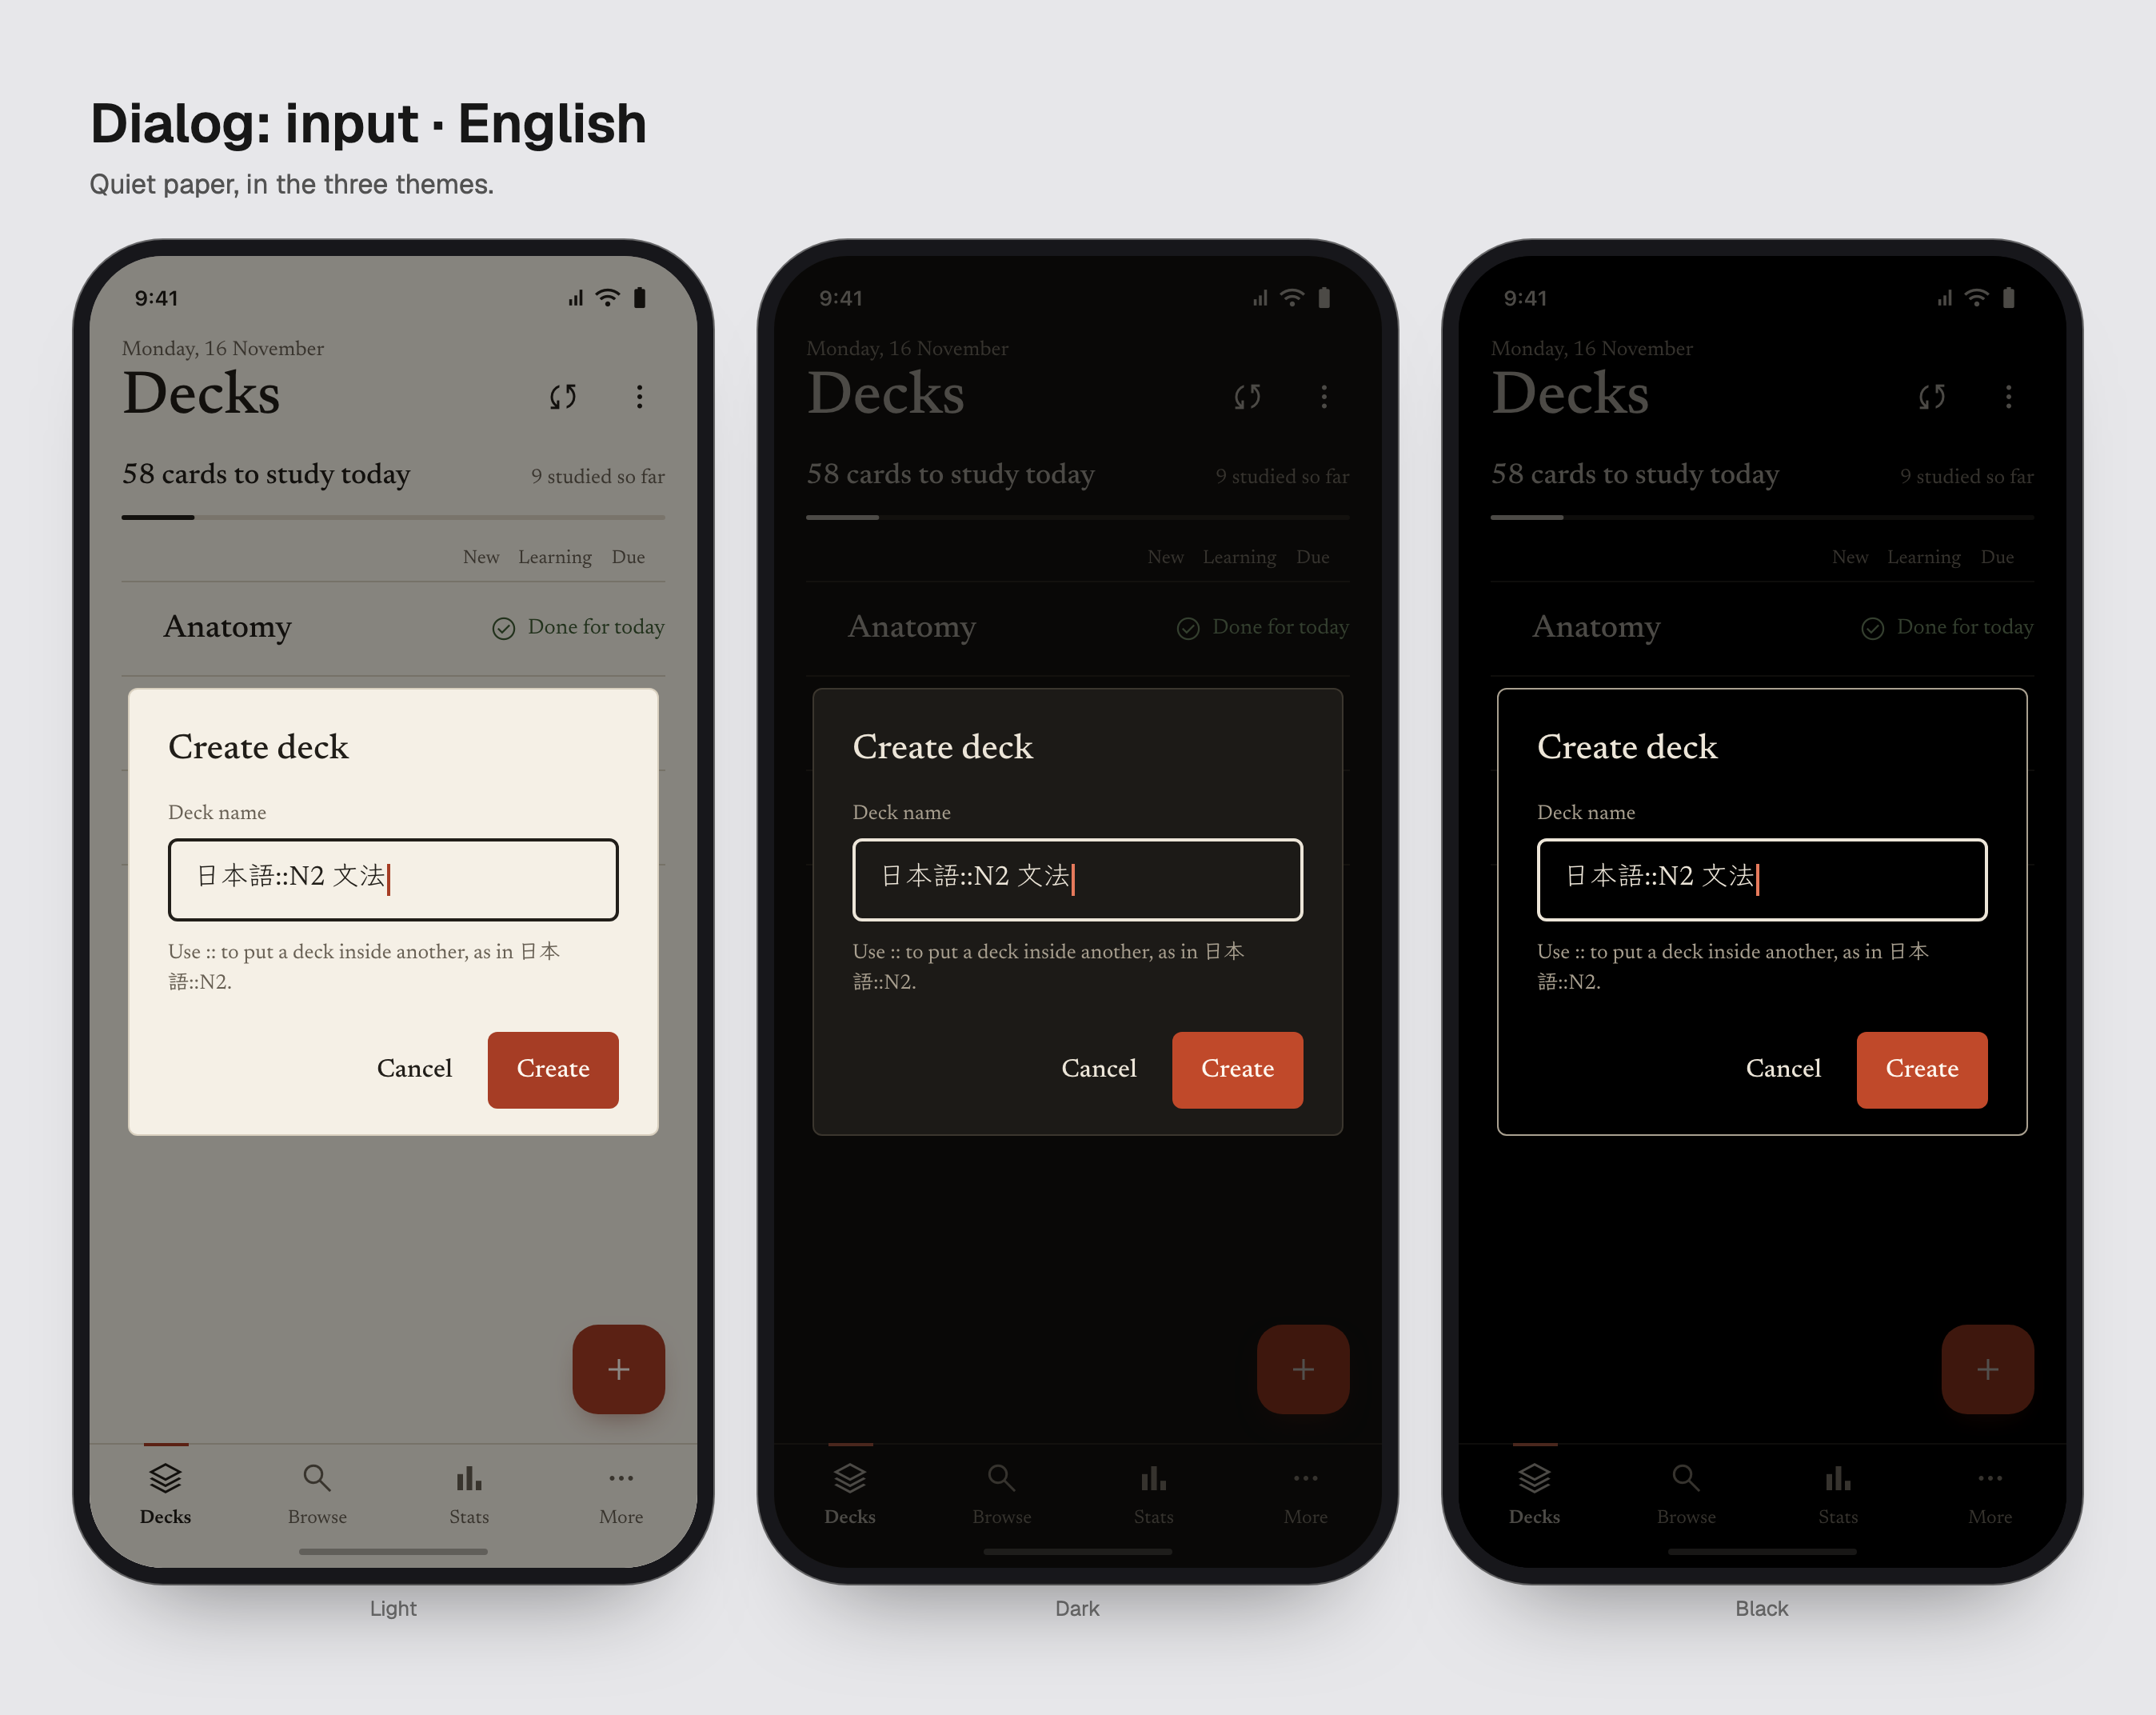 Dialog: input · English
Quiet paper, in the three themes.
9:41
Monday, 16 November
Decks
58 cards to study today
9 studied so far
New Learning Due
Anatomy
Done for today
Create deck
Deck name
日本語::N2 文法
Use :: to put a deck inside another, as in 日本
語::N2.
Cancel
Create
Decks
Browse
Stats
More
Light
9:41
Monday, 16 November
Decks
58 cards to study today
9 studied so far
New Learning Due
Anatomy
Done for today
Create deck
Deck name
日本語::N2 文法
Use :: to put a deck inside another, as in 日本
語::N2.
Cancel
Create
Decks
Browse
Stats
More
Dark
9:41
Monday, 16 November
Decks
58 cards to study today
9 studied so far
New Learning Due
Anatomy
Done for today
Create deck
Deck name
日本語::N2 文法
Use :: to put a deck inside another, as in 日本
語::N2.
Cancel
Create
Decks
Browse
Stats
More
Black